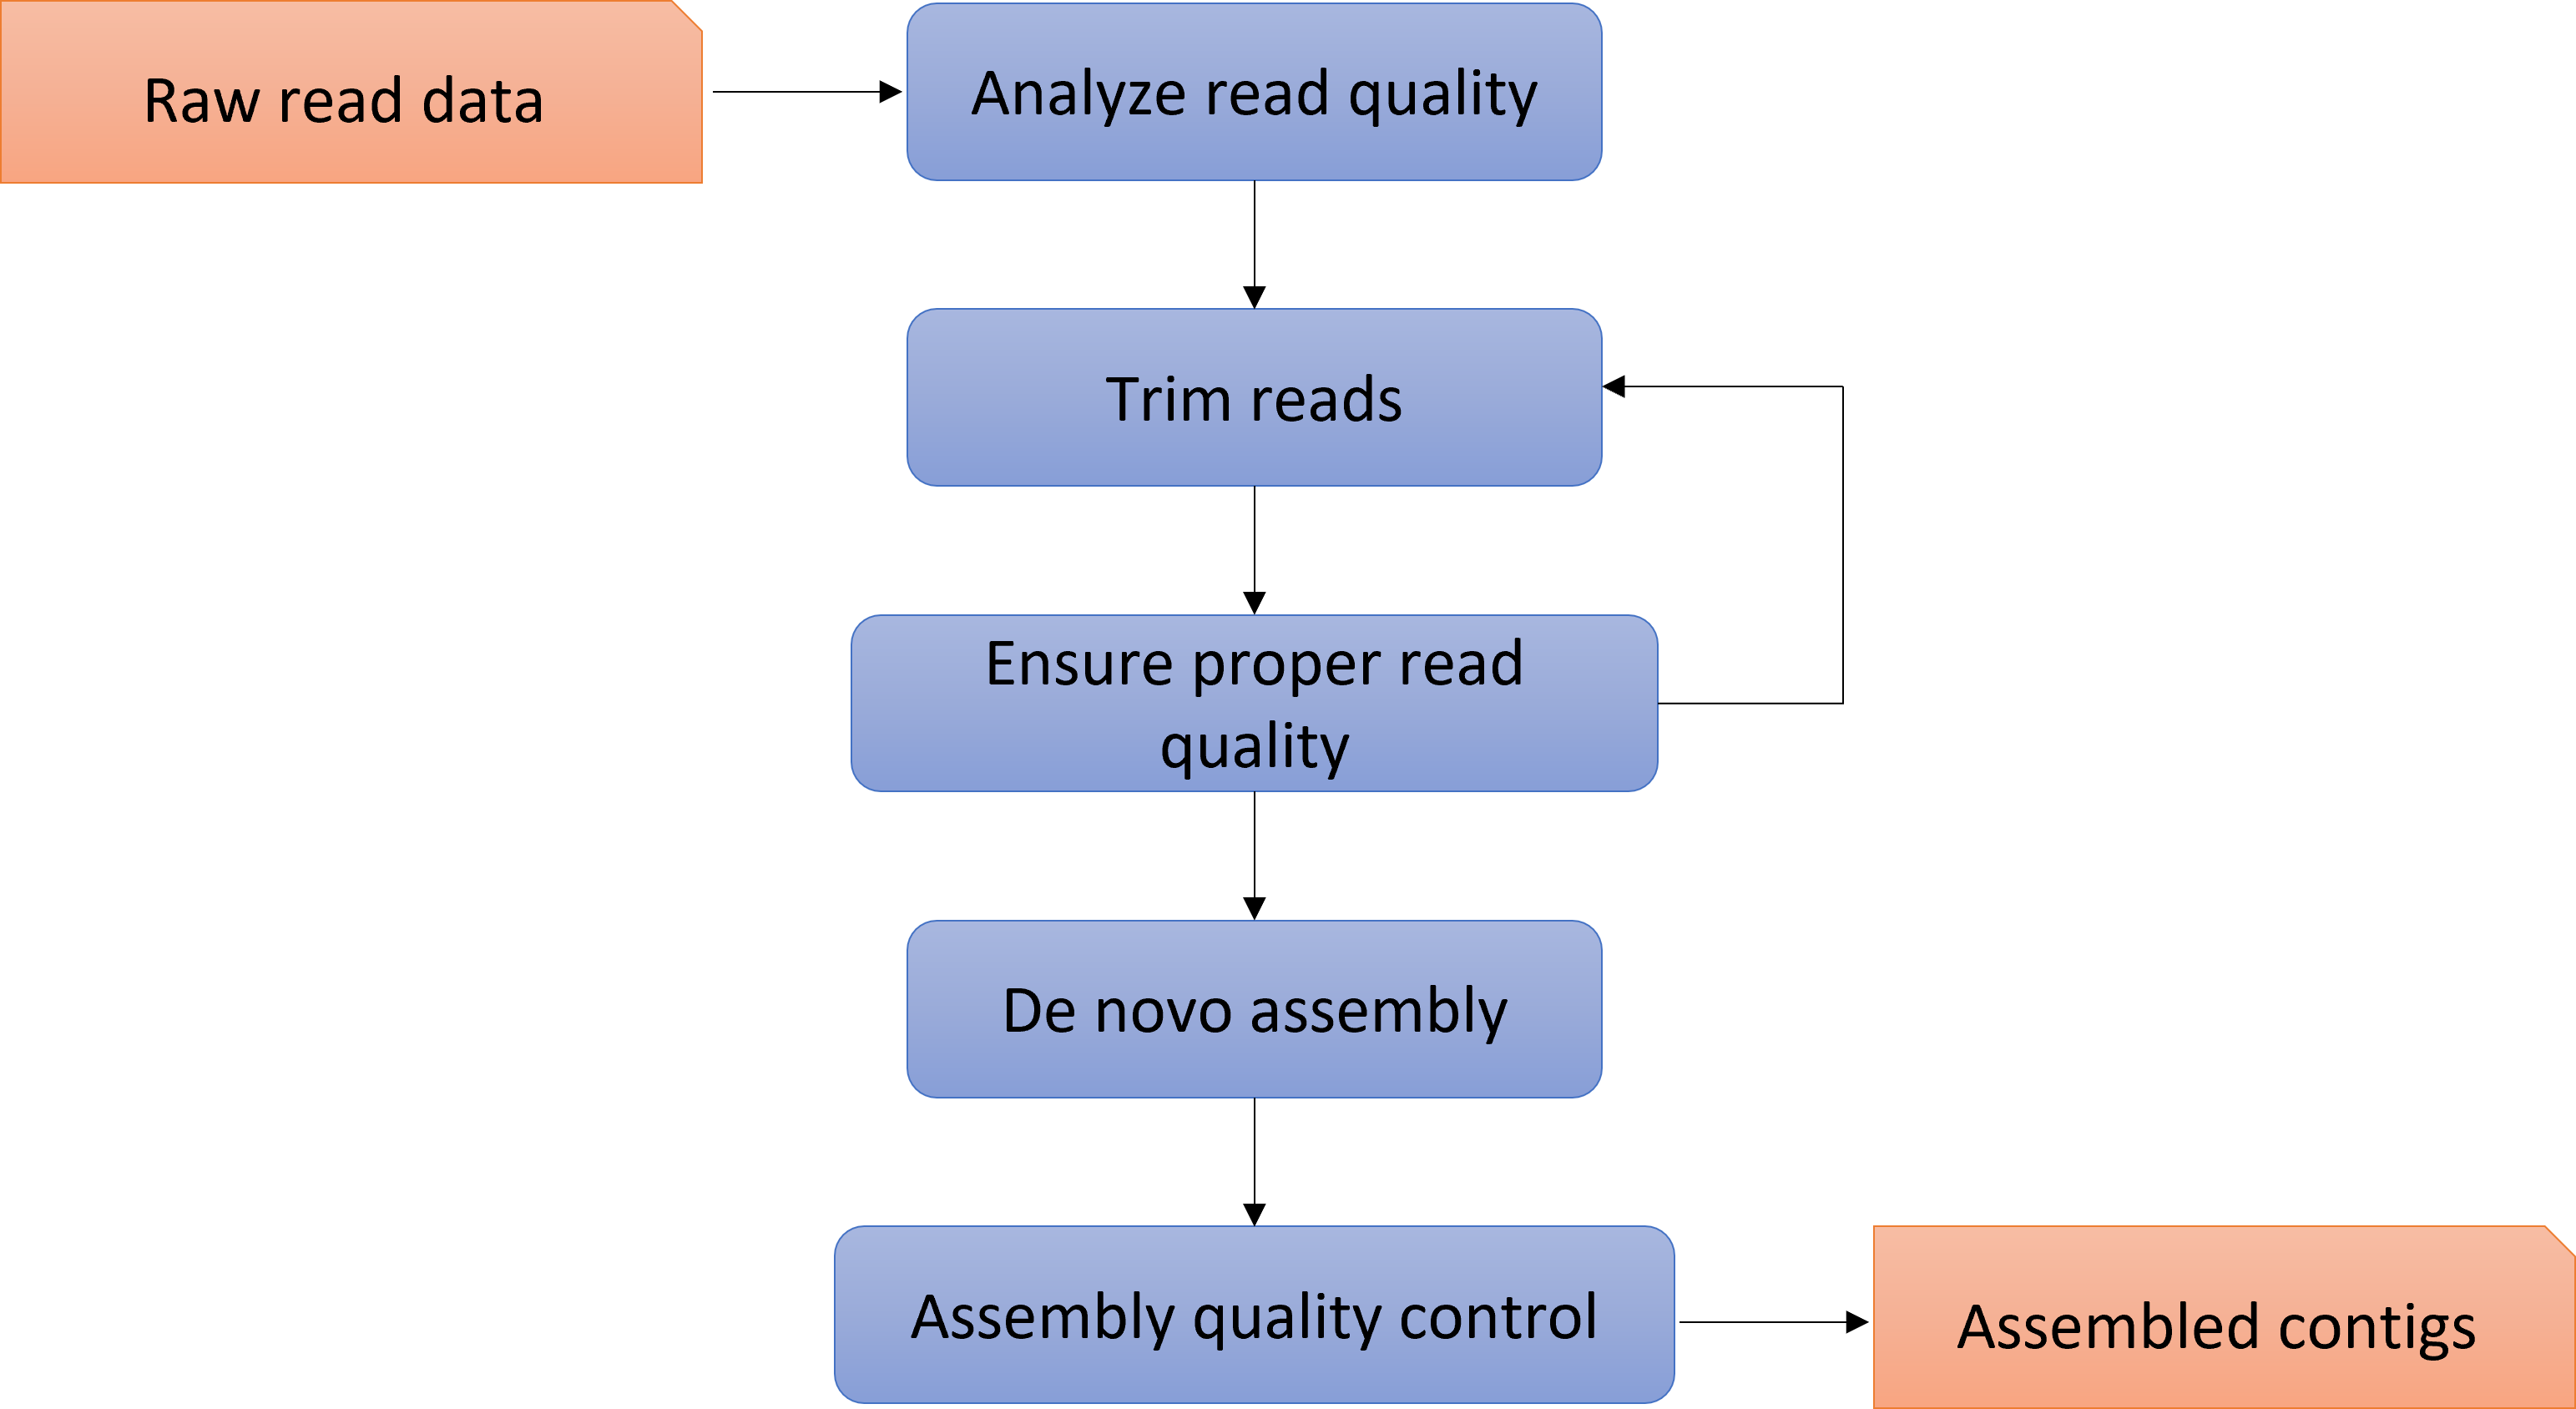 Raw read data
Analyze read quality
Trim reads
Ensure proper read
quality
De novo assembly
Assembly quality control
Assembled contigs